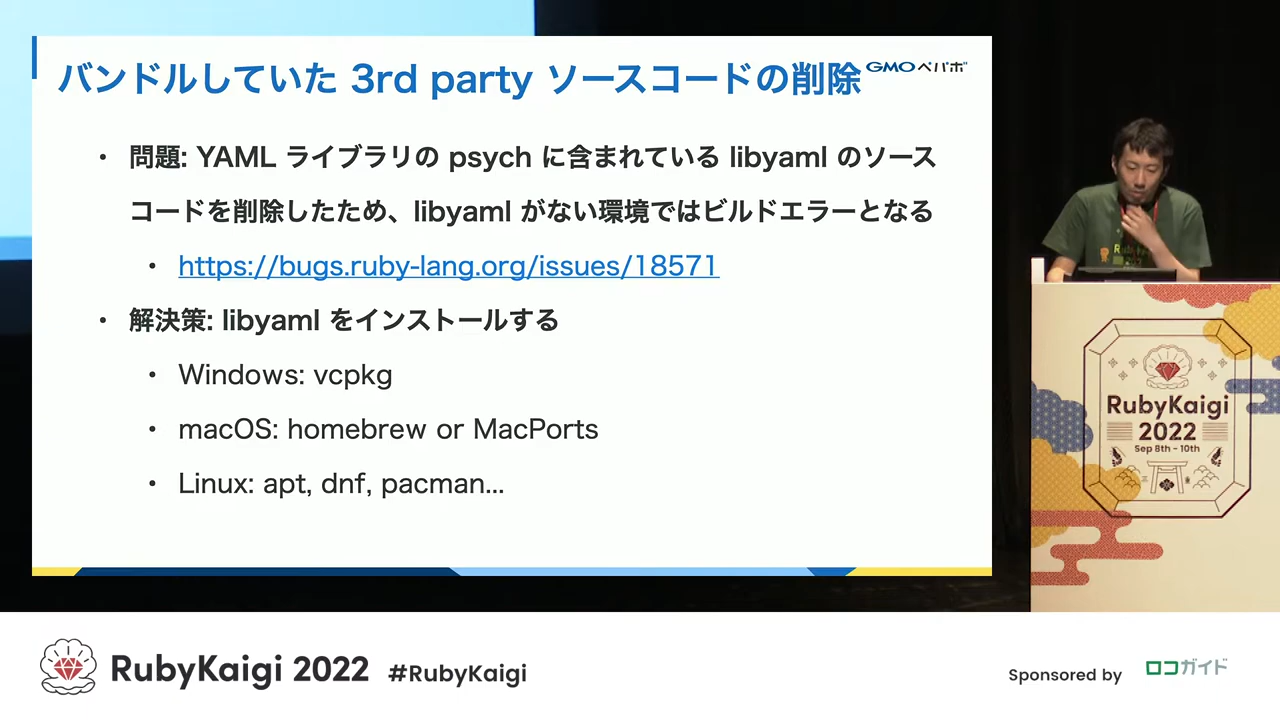 バンドルしていた 3rd party ソースコードの削除
GMOペパボ
・ 問題: YAML ライブラリの psych に含まれている libyaml のソース
コードを削除したため、libyaml がない環境ではビルドエラーとなる
・ https://bugs.ruby-lang.org/issues/18571
・ 解決策: libyaml をインストールする
・ Windows: vcpkg
・ macOS: homebrew or MacPorts
・ Linux: apt, dnf, pacman...
RubyKaigi
2022
Sep 8th - 10th
RubyKaigi 2022 #RubyKaigi
Sponsored by ロコガイド